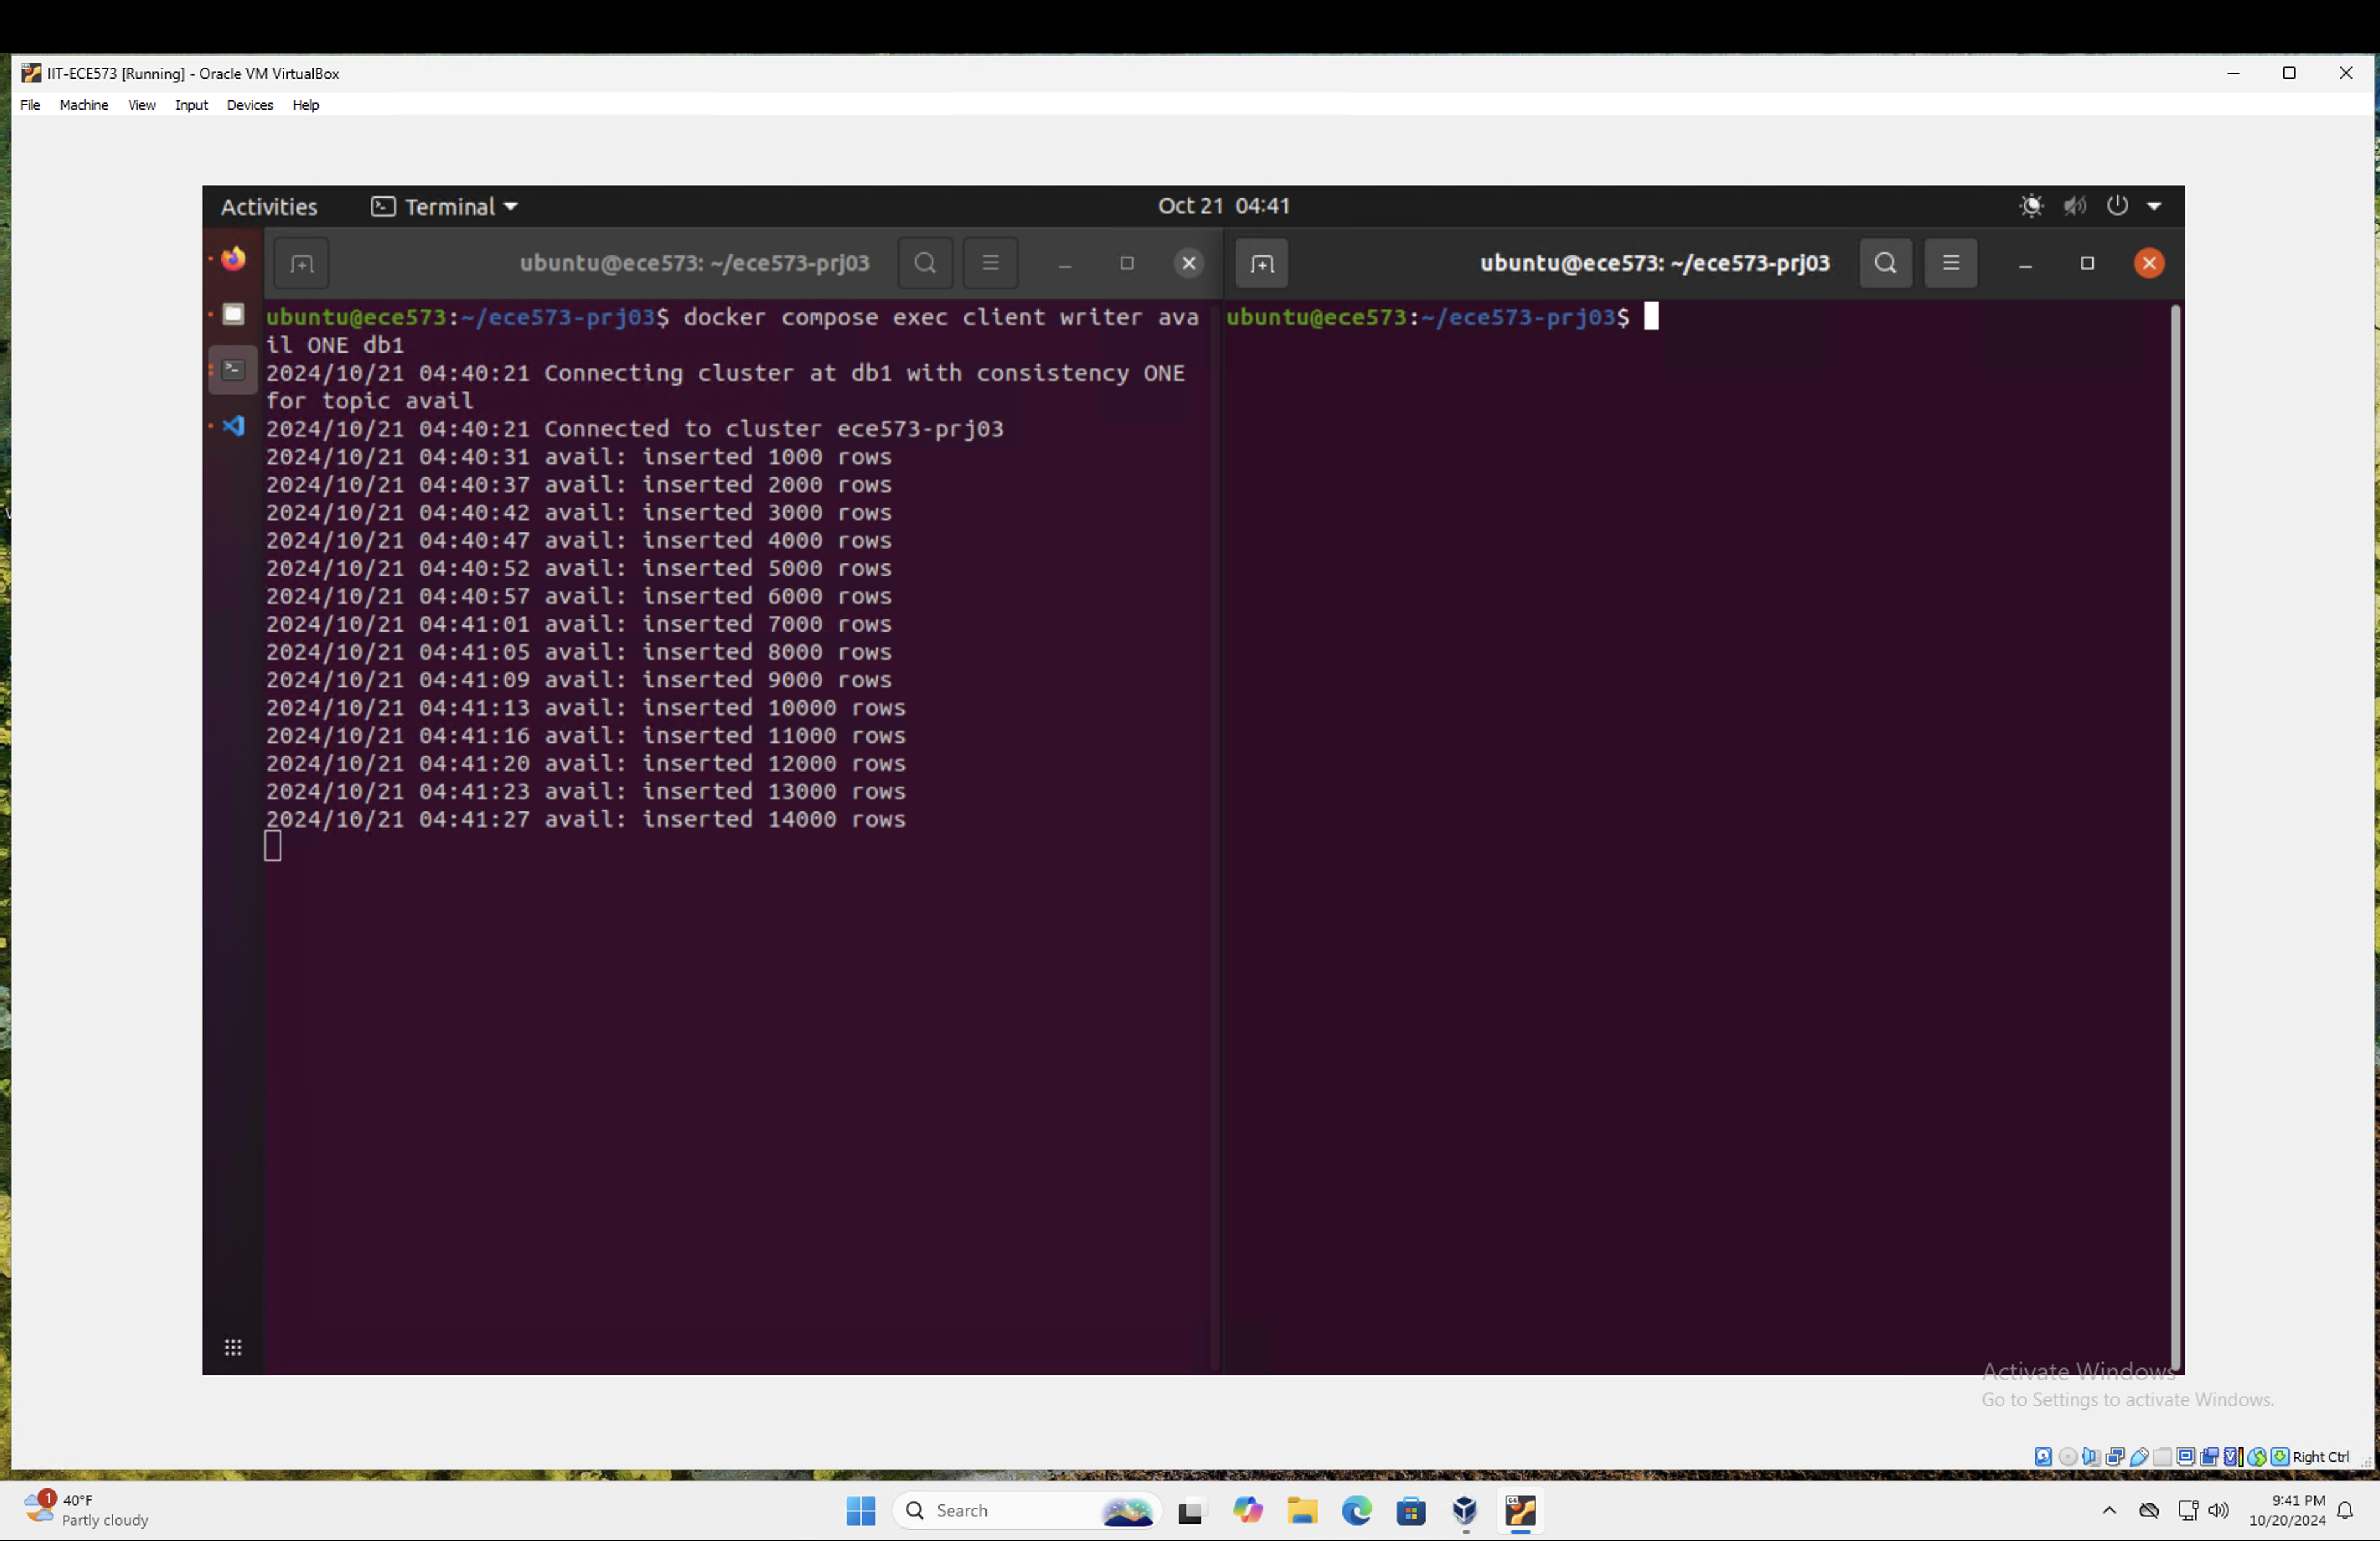 IIT-ECE573 [Running] - Oracle VM VirtualBox
File Machine View Input Devices Help
Activities Terminal Oct 21 04:41
ubuntu@ece573: ~/ece573-prj03
ubuntu@ece573:~/ece573-prj03$ docker compose exec client writer ava
il ONE db1
2024/10/21 04:40:21 Connecting cluster at db1 with consistency ONE
for topic avail
2024/10/21 04:40:21 Connected to cluster ece573-prj03
2024/10/21 04:40:31 avail: inserted 1000 rows
2024/10/21 04:40:37 avail: inserted 2000 rows
2024/10/21 04:40:42 avail: inserted 3000 rows
2024/10/21 04:40:47 avail: inserted 4000 rows
2024/10/21 04:40:52 avail: inserted 5000 rows
2024/10/21 04:40:57 avail: inserted 6000 rows
2024/10/21 04:41:01 avail: inserted 7000 rows
2024/10/21 04:41:05 avail: inserted 8000 rows
2024/10/21 04:41:09 avail: inserted 9000 rows
2024/10/21 04:41:13 avail: inserted 10000 rows
2024/10/21 04:41:16 avail: inserted 11000 rows
2024/10/21 04:41:20 avail: inserted 12000 rows
2024/10/21 04:41:23 avail: inserted 13000 rows
2024/10/21 04:41:27 avail: inserted 14000 rows
ubuntu@ece573: ~/ece573-prj03
ubuntu@ece573:~/ece573-prj03$
Activate Windows
Go to Settings to activate Windows.
Right Ctrl
1
40°F
Partly cloudy
Search
9:41 PM
10/20/2024